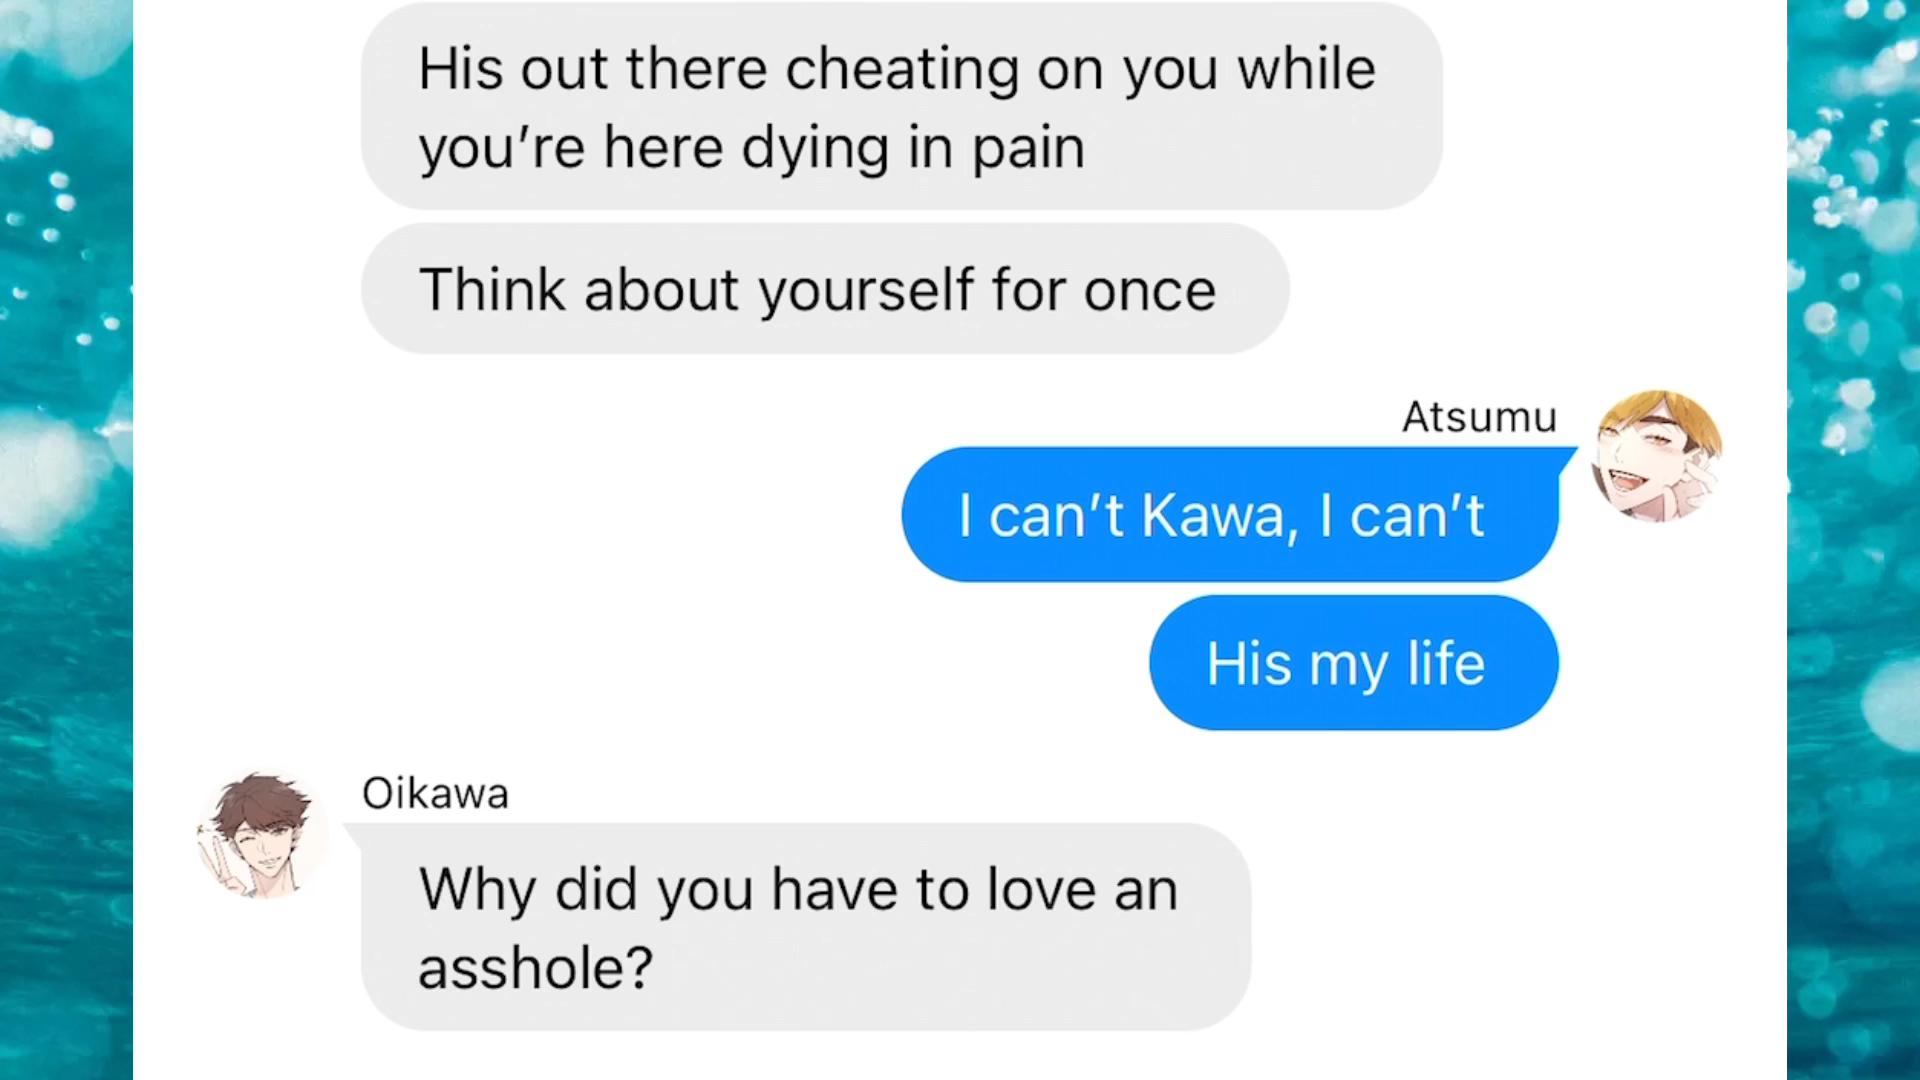 His out there cheating on you while
you’re here dying in pain
Think about yourself for once
Atsumu
I can’t Kawa, I can’t
His my life
Oikawa
Why did you have to love an
asshole?